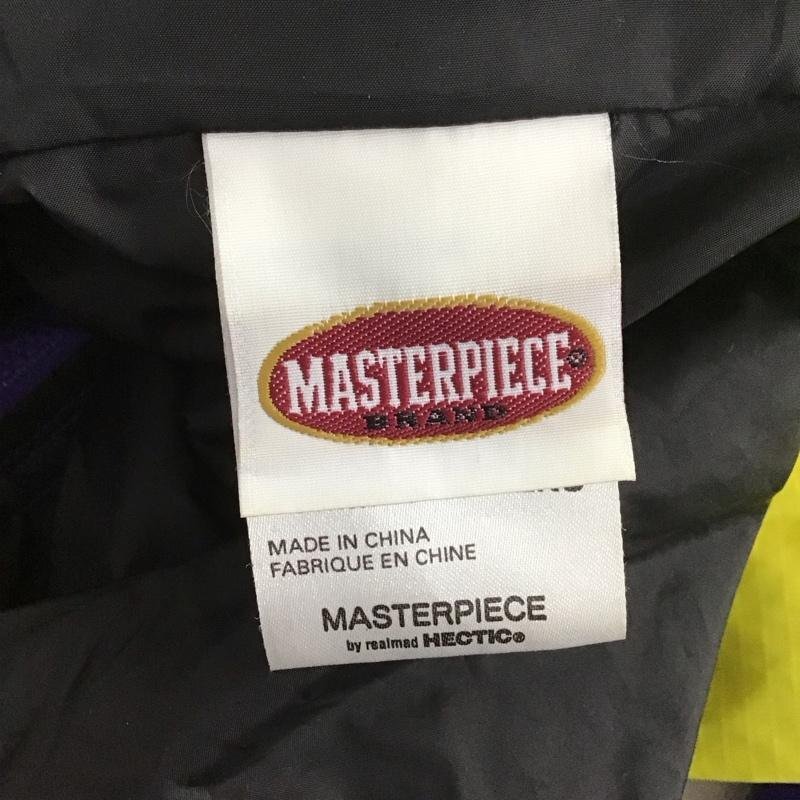 MASTERPIECE®
BRAND
MADE IN CHINA
FABRIQUE EN CHINE
MASTERPIECE
by realmad HECTIC®